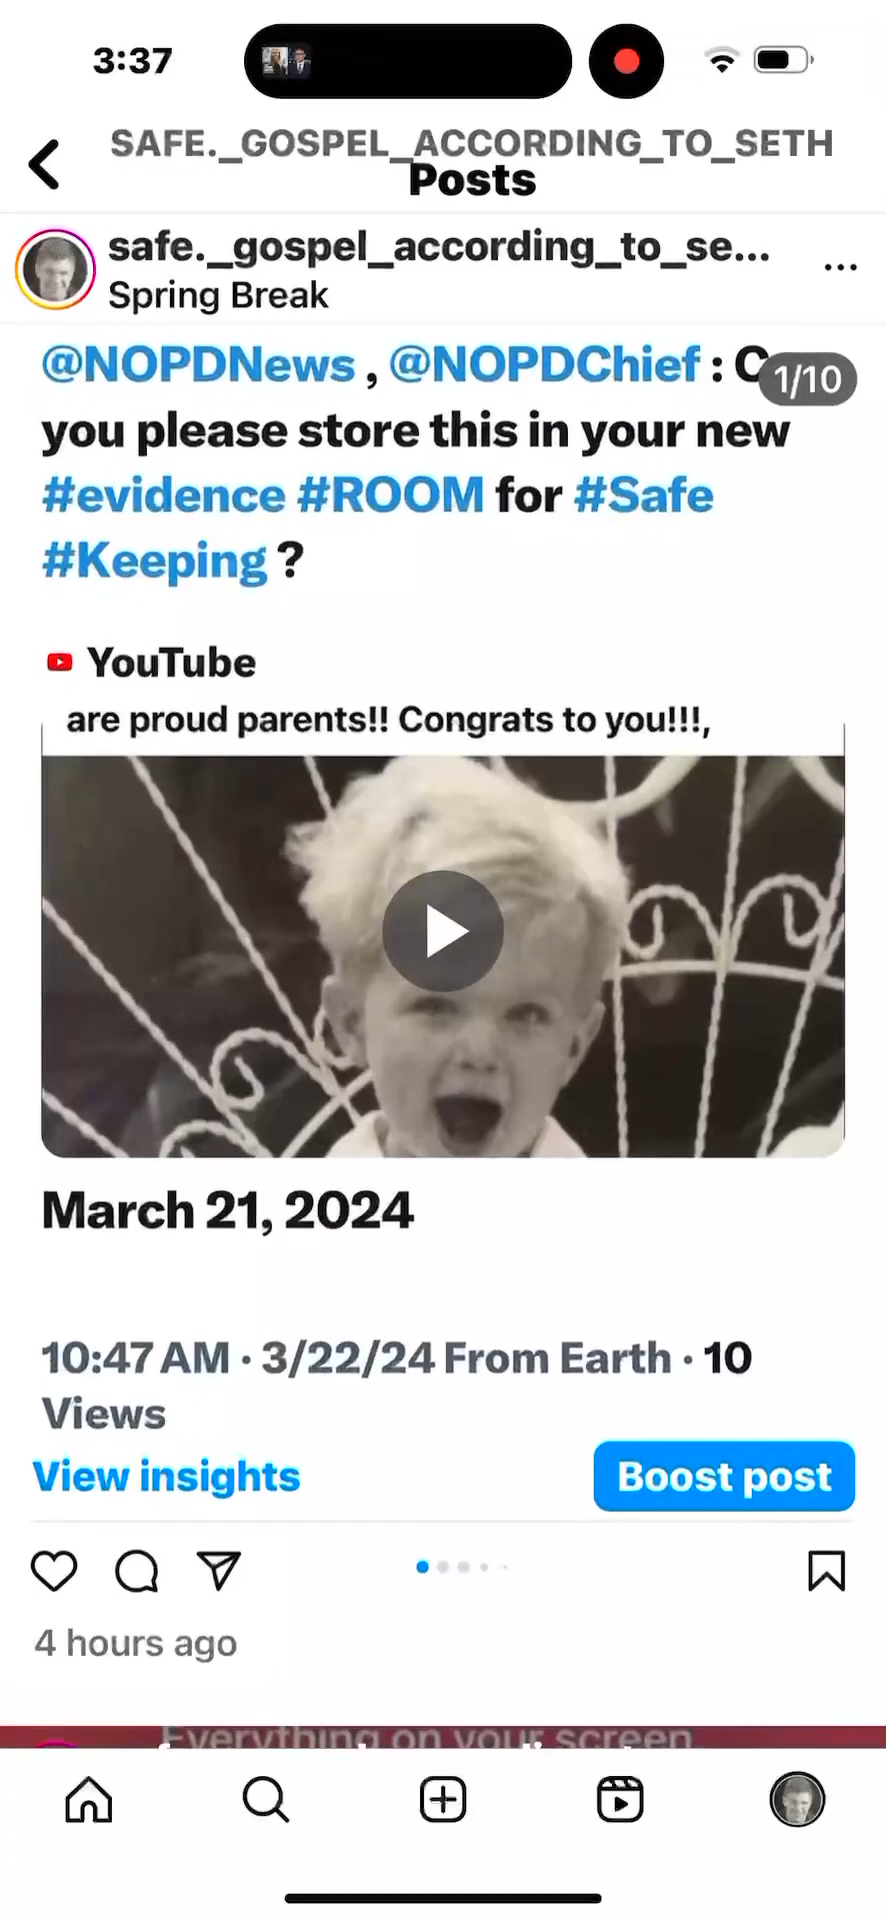 3:37
SAFE._GOSPEL_ACCORDING_TO_SETH
Posts
safe._gospel_according_to_se...
Spring Break
@NOPDNews , @NOPDChief : C
1/10
you please store this in your new
#evidence #ROOM for #Safe
#Keeping ?
YouTube
are proud parents!! Congrats to you!!!,
March 21, 2024
10:47 AM · 3/22/24 From Earth · 10
Views
View insights
Boost post
4 hours ago
Everything on your screen,